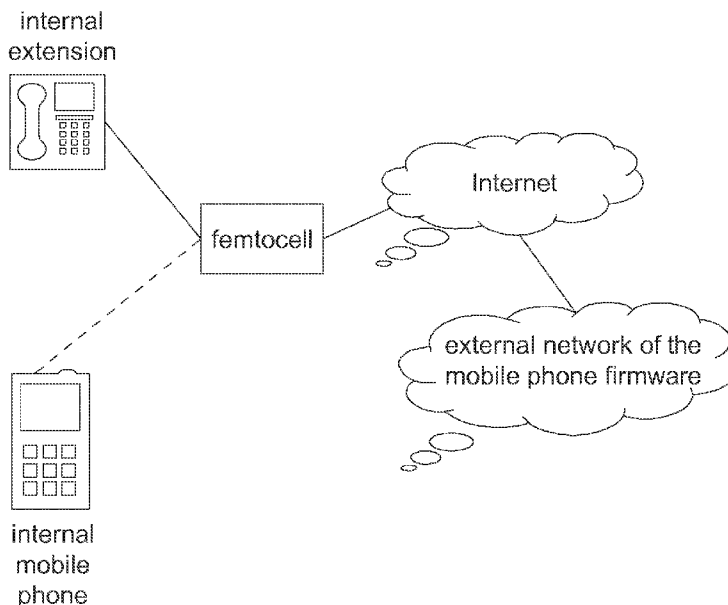 internal
extension
femtocell
Internet
external network of the
mobile phone firmware
internal
mobile
phone